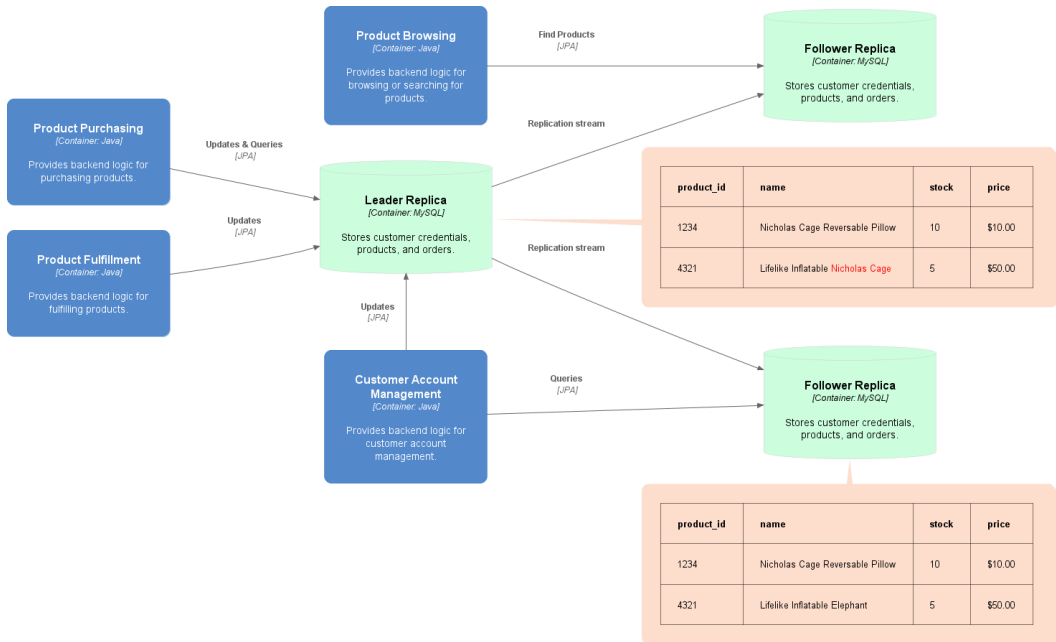 Product Browsing
[Container: Java]
Provides backend logic for
browsing or searching for
products.
Find Products
[JPA]
Follower Replica
[Container: MySQL]
Stores customer credentials,
products, and orders.
Product Purchasing
[Container: Java]
Provides backend logic for
purchasing products.
Updates & Queries
[JPA]
Replication stream
Leader Replica
[Container: MySQL]
Stores customer credentials,
products, and orders.
product_id name stock price
1234 Nicholas Cage Reversable Pillow 10 $10.00
4321 Lifelike Inflatable Nicholas Cage 5 $50.00
Product Fulfillment
[Container: Java]
Provides backend logic for
fulfilling products.
Updates
[JPA]
Replication stream
Updates
[JPA]
Customer Account
Management
[Container: Java]
Provides backend logic for
customer account
management.
Queries
[JPA]
Follower Replica
[Container: MySQL]
Stores customer credentials,
products, and orders.
product_id name stock price
1234 Nicholas Cage Reversable Pillow 10 $10.00
4321 Lifelike Inflatable Elephant 5 $50.00